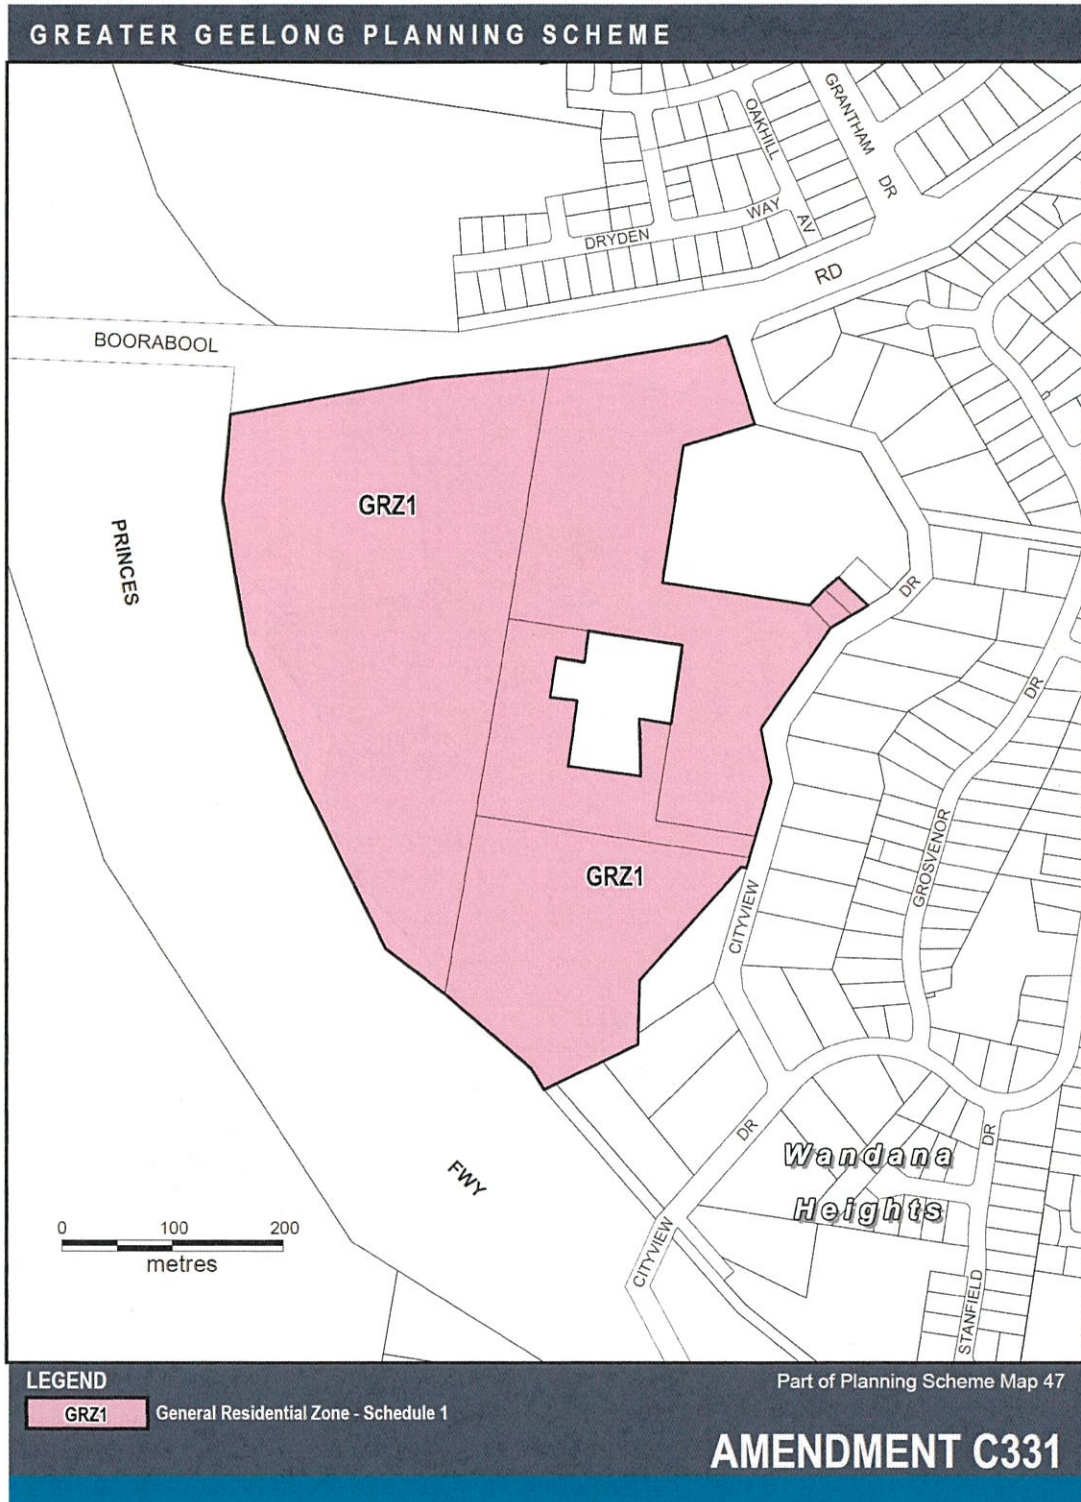 GREATER GEELONG PLANNING SCHEME
OAKHILL
AV
GRANTHAM
DR
DRYDEN
WAY
RD
BOORABOOL
GRZ1
PRINCES
DR
DR
GROSVENOR
GRZ1
CITYVIEW
DR
DR
Wandana
Heights
FWY
CITYVIEW
STANFIELD
0 100 200
metres
LEGEND
GRZ1 General Residential Zone - Schedule 1
Part of Planning Scheme Map 47
AMENDMENT C331